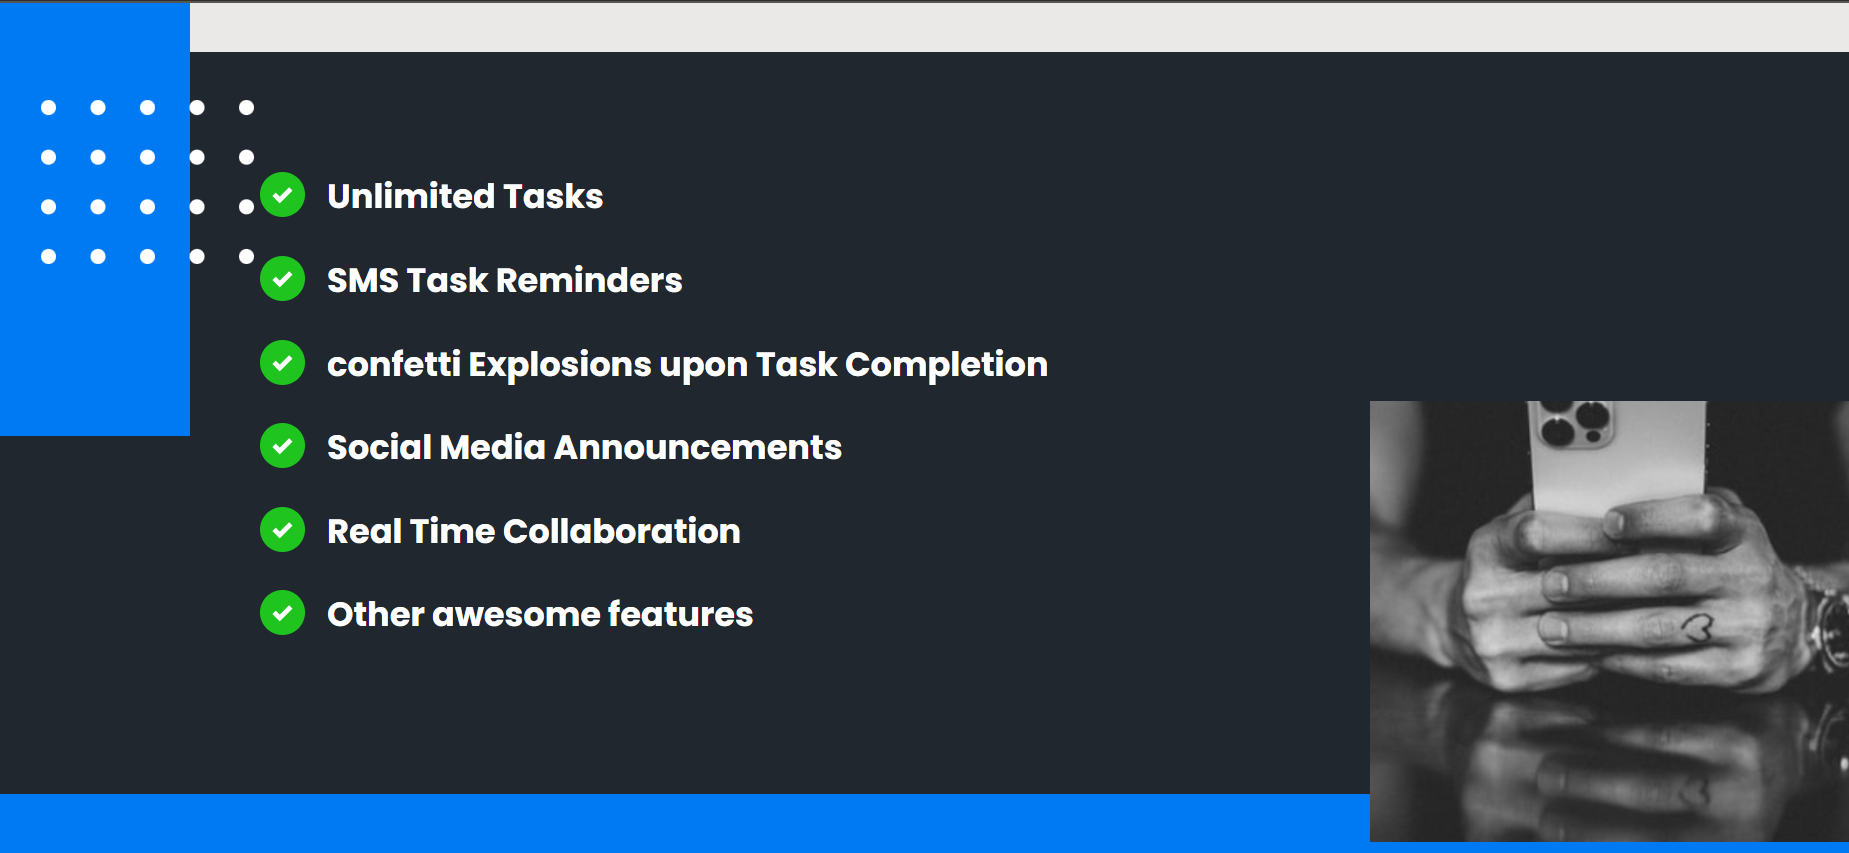 Unlimited Tasks
SMS Task Reminders
confetti Explosions upon Task Completion
Social Media Announcements
Real Time Collaboration
Other awesome features